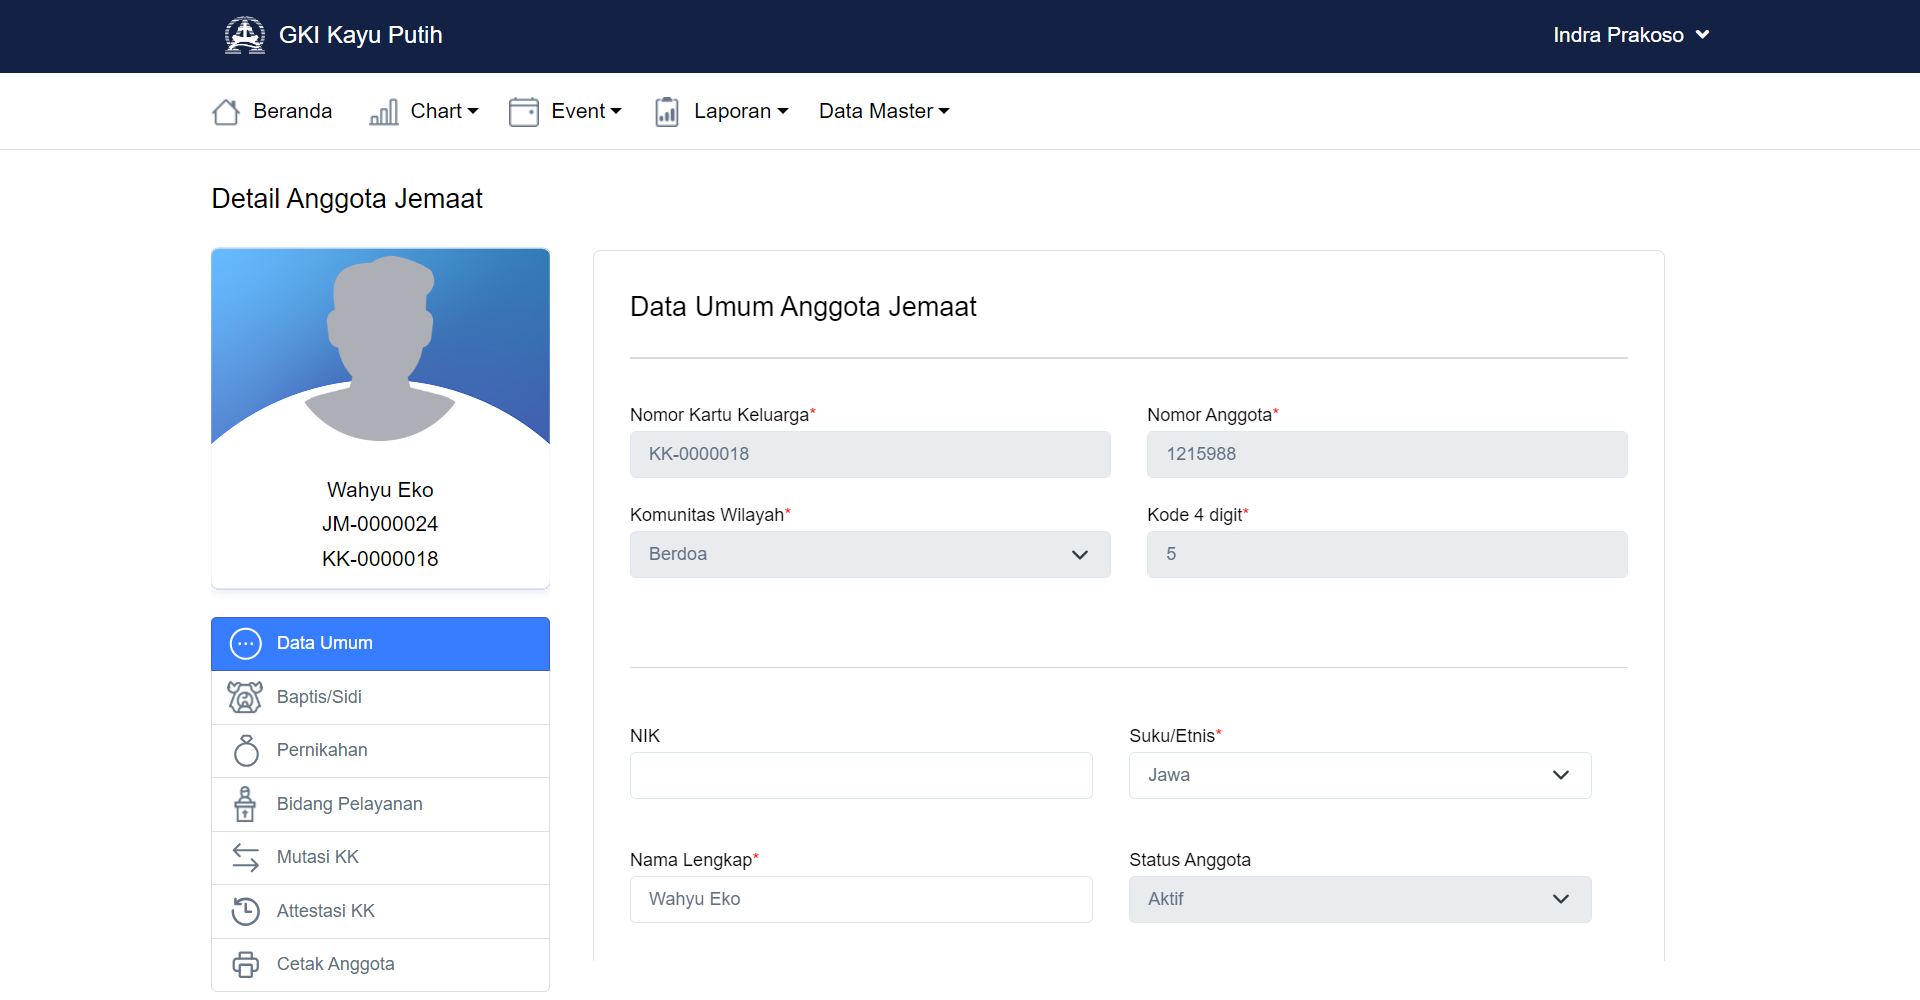 GKI Kayu Putih
Indra Prakoso
Beranda
Chart
Event
Laporan
Data Master
Detail Anggota Jemaat
Wahyu Eko
JM-0000024
KK-0000018
Data Umum
Baptis/Sidi
Pernikahan
Bidang Pelayanan
Mutasi KK
Attestasi KK
Cetak Anggota
Data Umum Anggota Jemaat
Nomor Kartu Keluarga*
KK-0000018
Nomor Anggota*
1215988
Komunitas Wilayah*
Berdoa
Kode 4 digit*
5
NIK
Suku/Etnis*
Jawa
Nama Lengkap*
Wahyu Eko
Status Anggota
Aktif